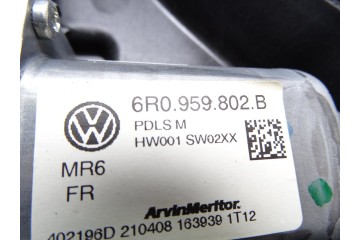 6R0.959.802.B
PDLS M
HW001 SW02XX
MR6
FR
ArvinMeritor.
402196D 210408 163939 1T12